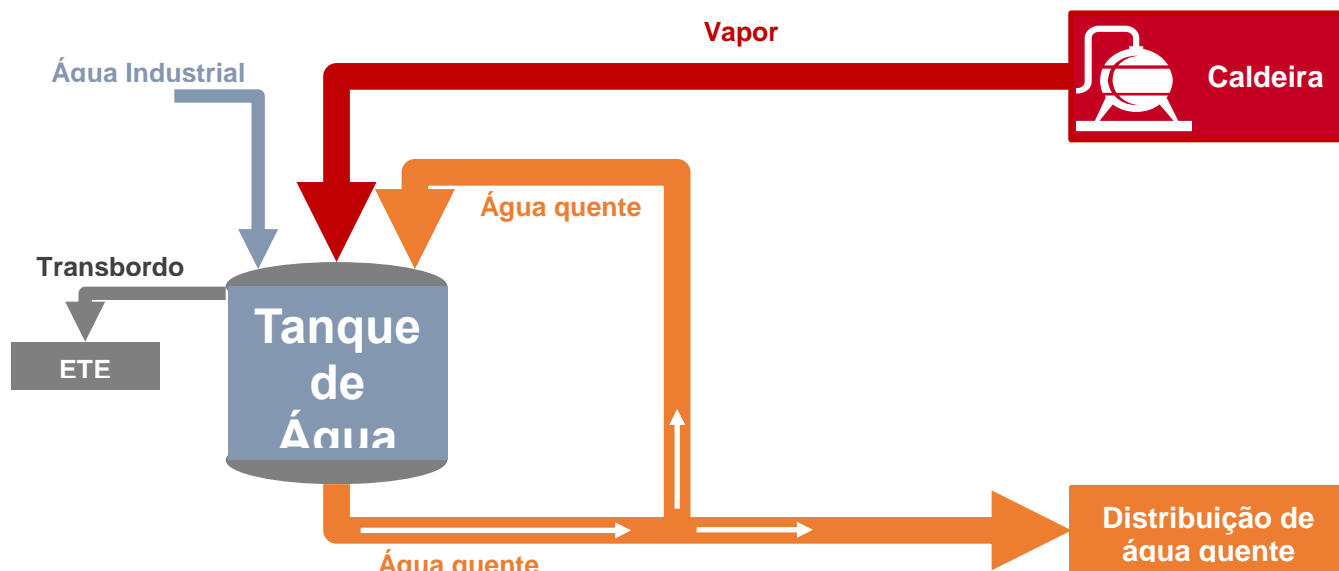 Vapor
Água Industrial
Caldeira
Água quente
Transbordo
Tanque
de
Água
ETE
Distribuição de
água quente
Água quente